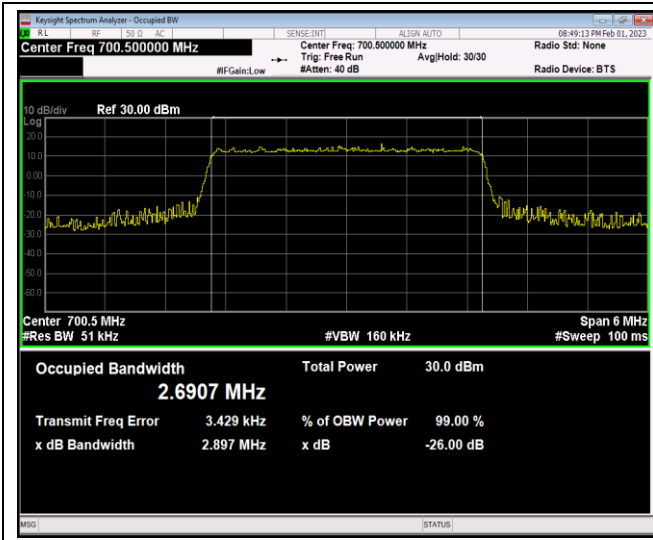 Keysight Spectrum Analyzer - Occupied BW
RL RF 50 Ω AC SENSE:INT ALIGN AUTO 08:49:13 PM Feb 01, 2023
Center Freq 700.500000 MHz Center Freq: 700.500000 MHz Radio Std: None
Trig: Free Run Avg|Hold: 30/30
#IFGain:Low #Atten: 40 dB Radio Device: BTS
10 dB/div Ref 30.00 dBm
Log
20.0
10.0
0.00
-10.0
-20.0
-30.0
-40.0
-50.0
-60.0
Center 700.5 MHz Span 6 MHz
#Res BW 51 kHz #VBW 160 kHz #Sweep 100 ms
Occupied Bandwidth Total Power 30.0 dBm
2.6907 MHz
Transmit Freq Error 3.429 kHz % of OBW Power 99.00 %
x dB Bandwidth 2.897 MHz x dB -26.00 dB
MSG STATUS